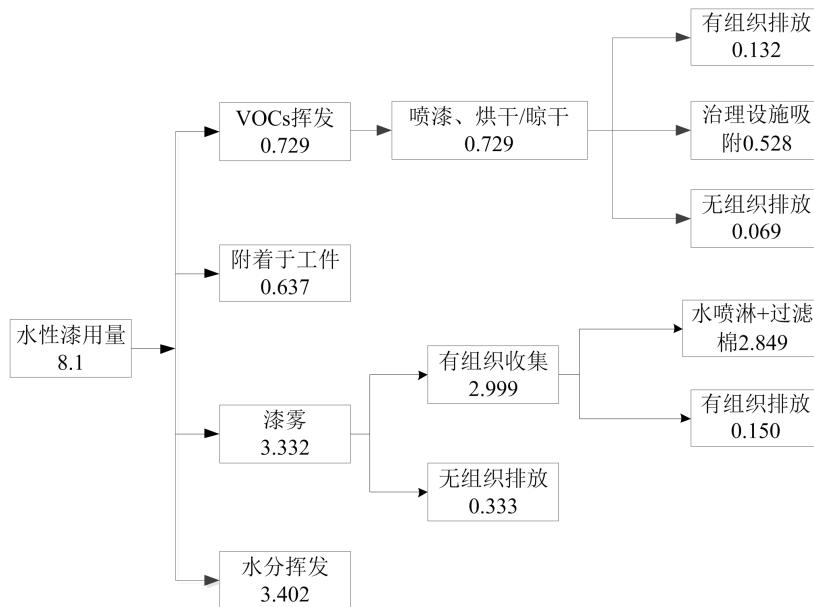 水性漆用量
8.1
VOCs挥发
0.729
喷漆、烘干/晾干
0.729
有组织排放
0.132
治理设施吸
附0.528
无组织排放
0.069
附着于工件
0.637
漆雾
3.332
有组织收集
2.999
水喷淋+过滤
棉2.849
有组织排放
0.150
无组织排放
0.333
水分挥发
3.402